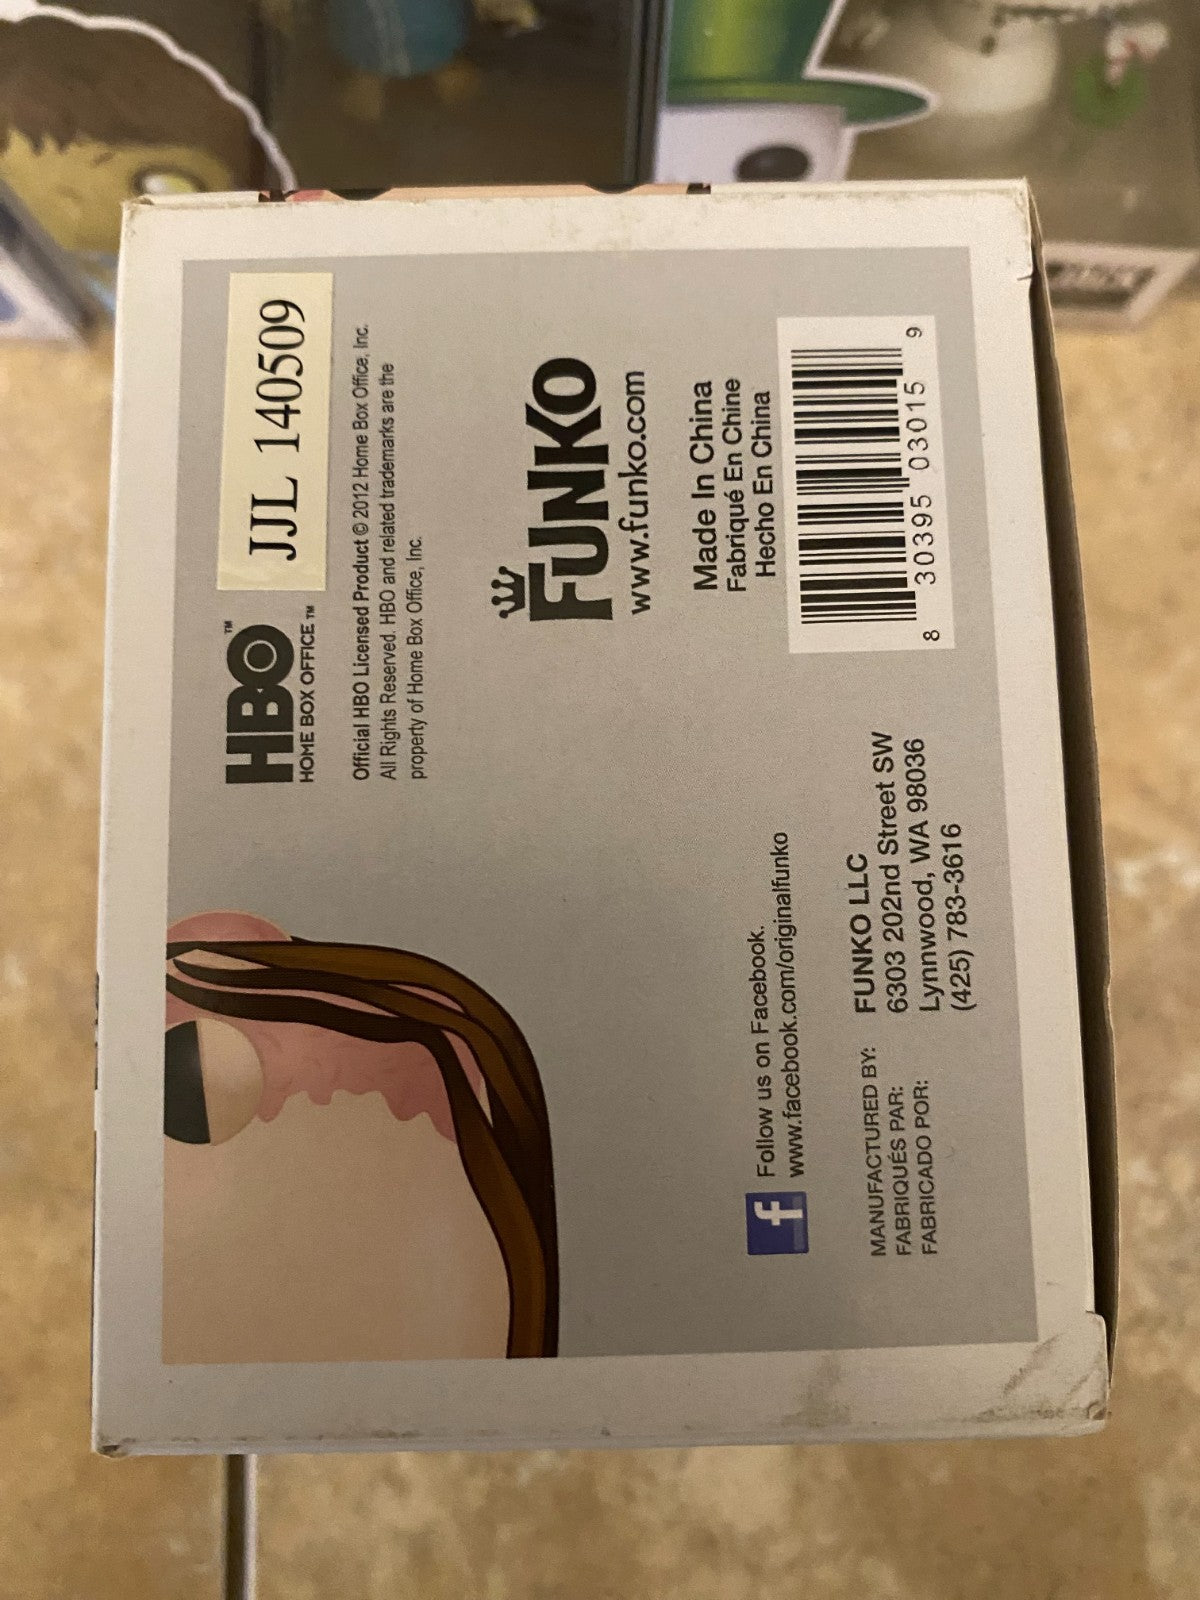 HBO™
HOME BOX OFFICE™
JJL 140509
Official HBO Licensed Product © 2012 Home Box Office, Inc.
All Rights Reserved. HBO and related trademarks are the
property of Home Box Office, Inc.
FUNKO
www.funko.com
Made In China
Fabriqué En Chine
Hecho En China
8 30395 03015 9
f
Follow us on Facebook.
www.facebook.com/originalfunko
MANUFACTURED BY:
FABRIQUÉS PAR:
FABRICADO POR:
FUNKO LLC
6303 202nd Street SW
Lynnwood, WA 98036
(425) 783-3616